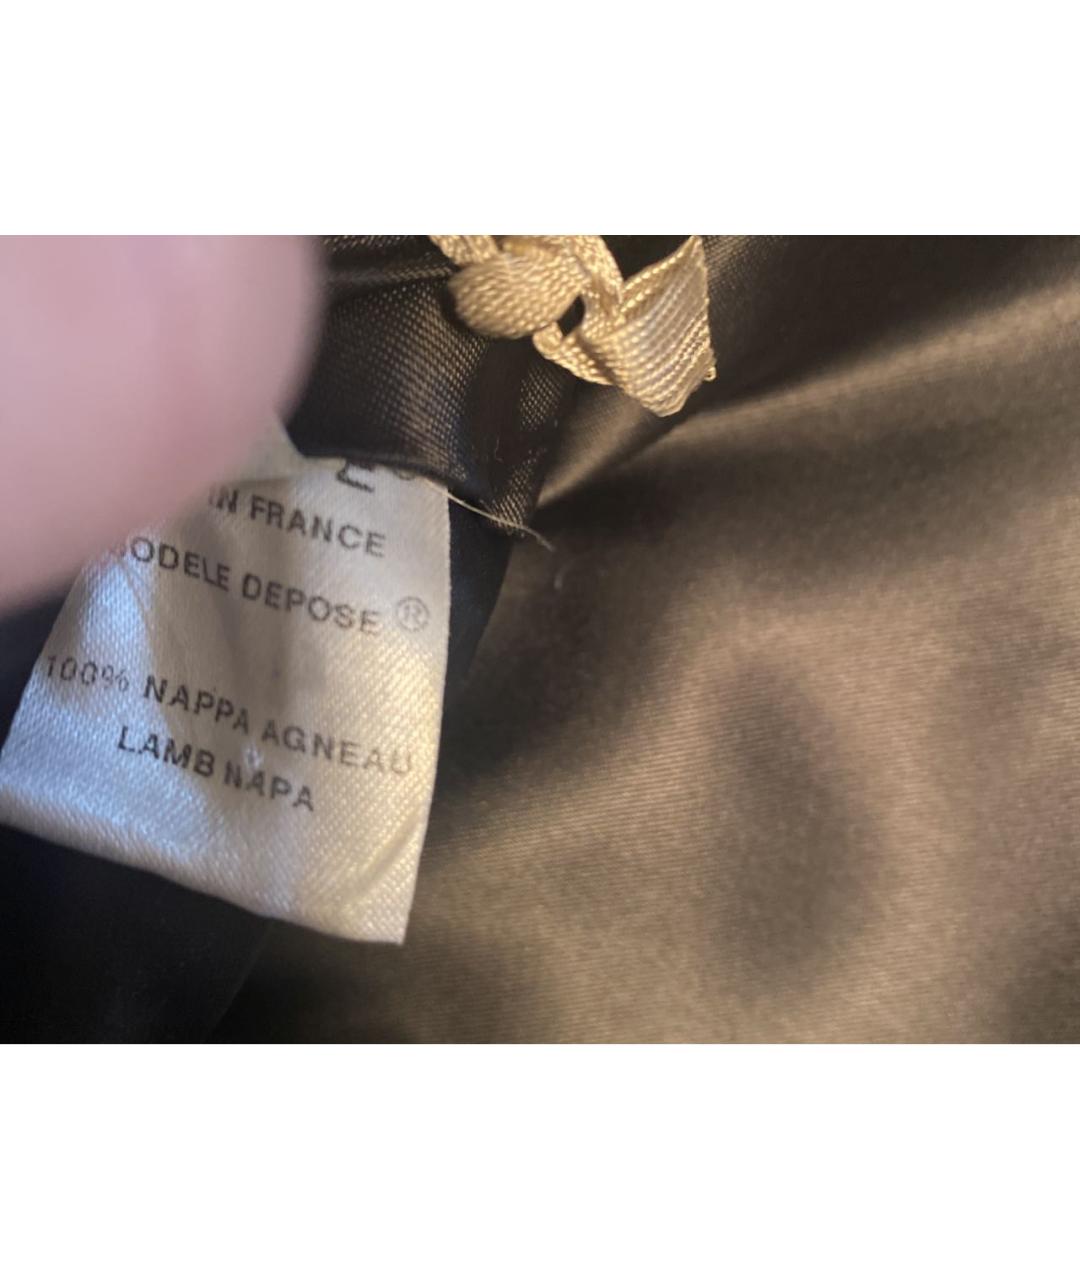 IN FRANCE
ODELE DEPOSE ®
100% NAPPA AGNEAU
LAMB NAPA